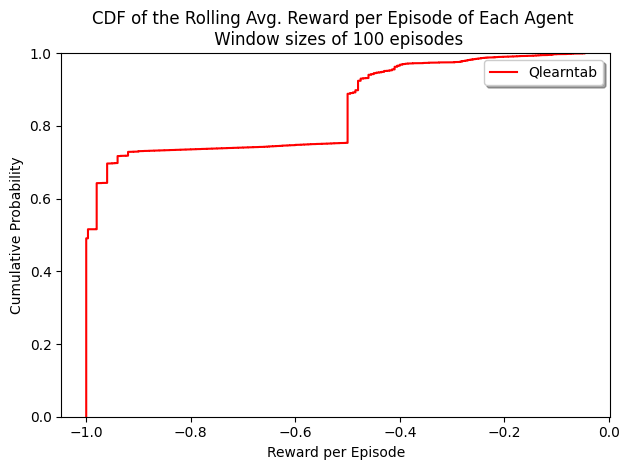 CDF of the Rolling Avg. Reward per Episode of Each Agent
Window sizes of 100 episodes
Qlearntab
1.0
0.8
0.6
0.4
0.2
0.0
Cumulative Probability
−1.0 −0.8 −0.6 −0.4 −0.2 0.0
Reward per Episode